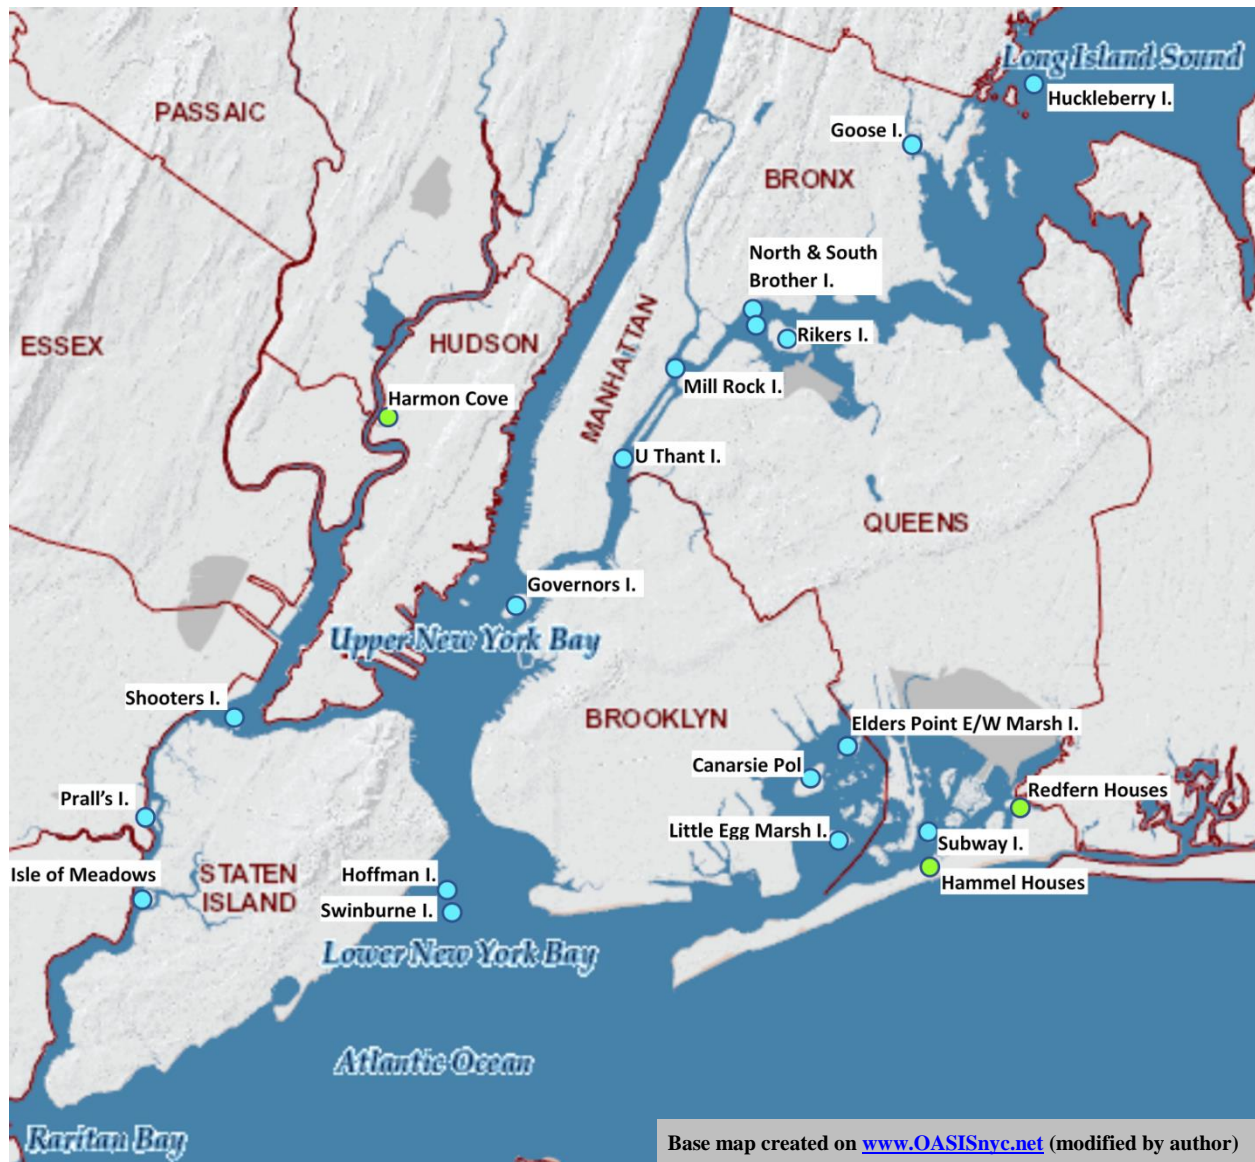 Long Island Sound
Huckleberry I.
PASSAIC
Goose I.
BRONX
North & South
Brother I.
ESSEX
HUDSON
MANHATTAN
Rikers I.
Mill Rock I.
Harmon Cove
U Thant I.
QUEENS
Governors I.
Upper New York Bay
Shooters I.
BROOKLYN
Elders Point E/W Marsh I.
Canarsie Pol
Redfern Houses
Prall's I.
Little Egg Marsh I.
Subway I.
Isle of Meadows
STATEN
ISLAND
Hoffman I.
Hammel Houses
Swinburne I.
Lower New York Bay
Atlantic Ocean
Raritan Bay
Base map created on www.OASISnyc.net (modified by author)